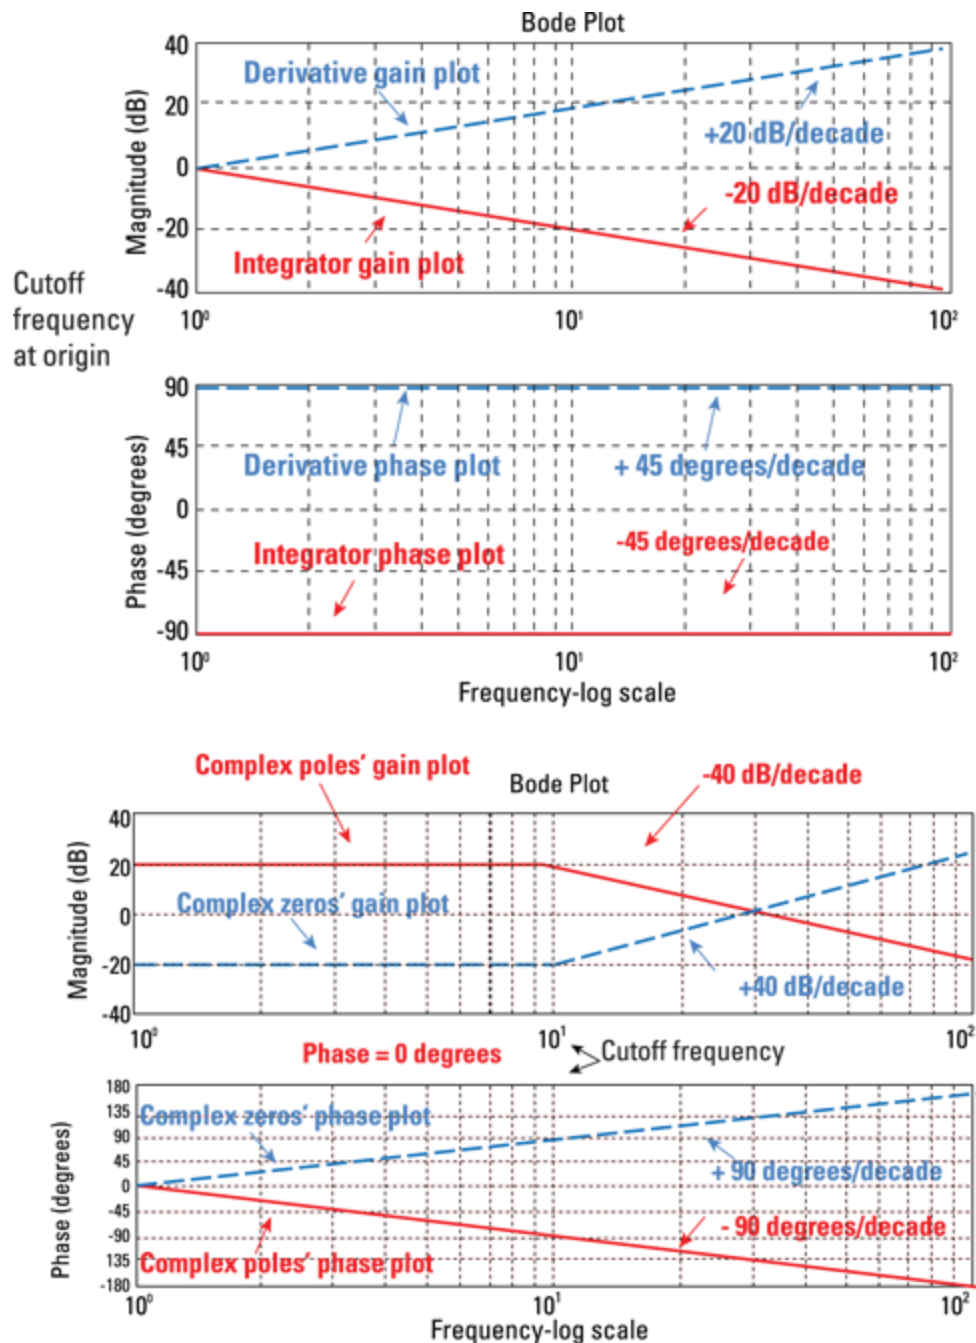 Bode Plot
40
20
0
-20
-40
Magnitude (dB)
Derivative gain plot
+20 dB/decade
-20 dB/decade
Integrator gain plot
Cutoff
frequency
at origin
10⁰
10¹
10²
90
45
0
-45
-90
Phase (degrees)
Derivative phase plot
+ 45 degrees/decade
Integrator phase plot
-45 degrees/decade
10⁰
10¹
10²
Frequency-log scale
Complex poles’ gain plot
Bode Plot
-40 dB/decade
40
20
0
-20
-40
Magnitude (dB)
Complex zeros’ gain plot
+40 dB/decade
10⁰
10¹
10²
Phase = 0 degrees
Cutoff frequency
180
135
90
45
0
-45
-90
135
-180
Phase (degrees)
Complex zeros’ phase plot
+ 90 degrees/decade
- 90 degrees/decade
Complex poles’ phase plot
10⁰
10¹
10²
Frequency-log scale